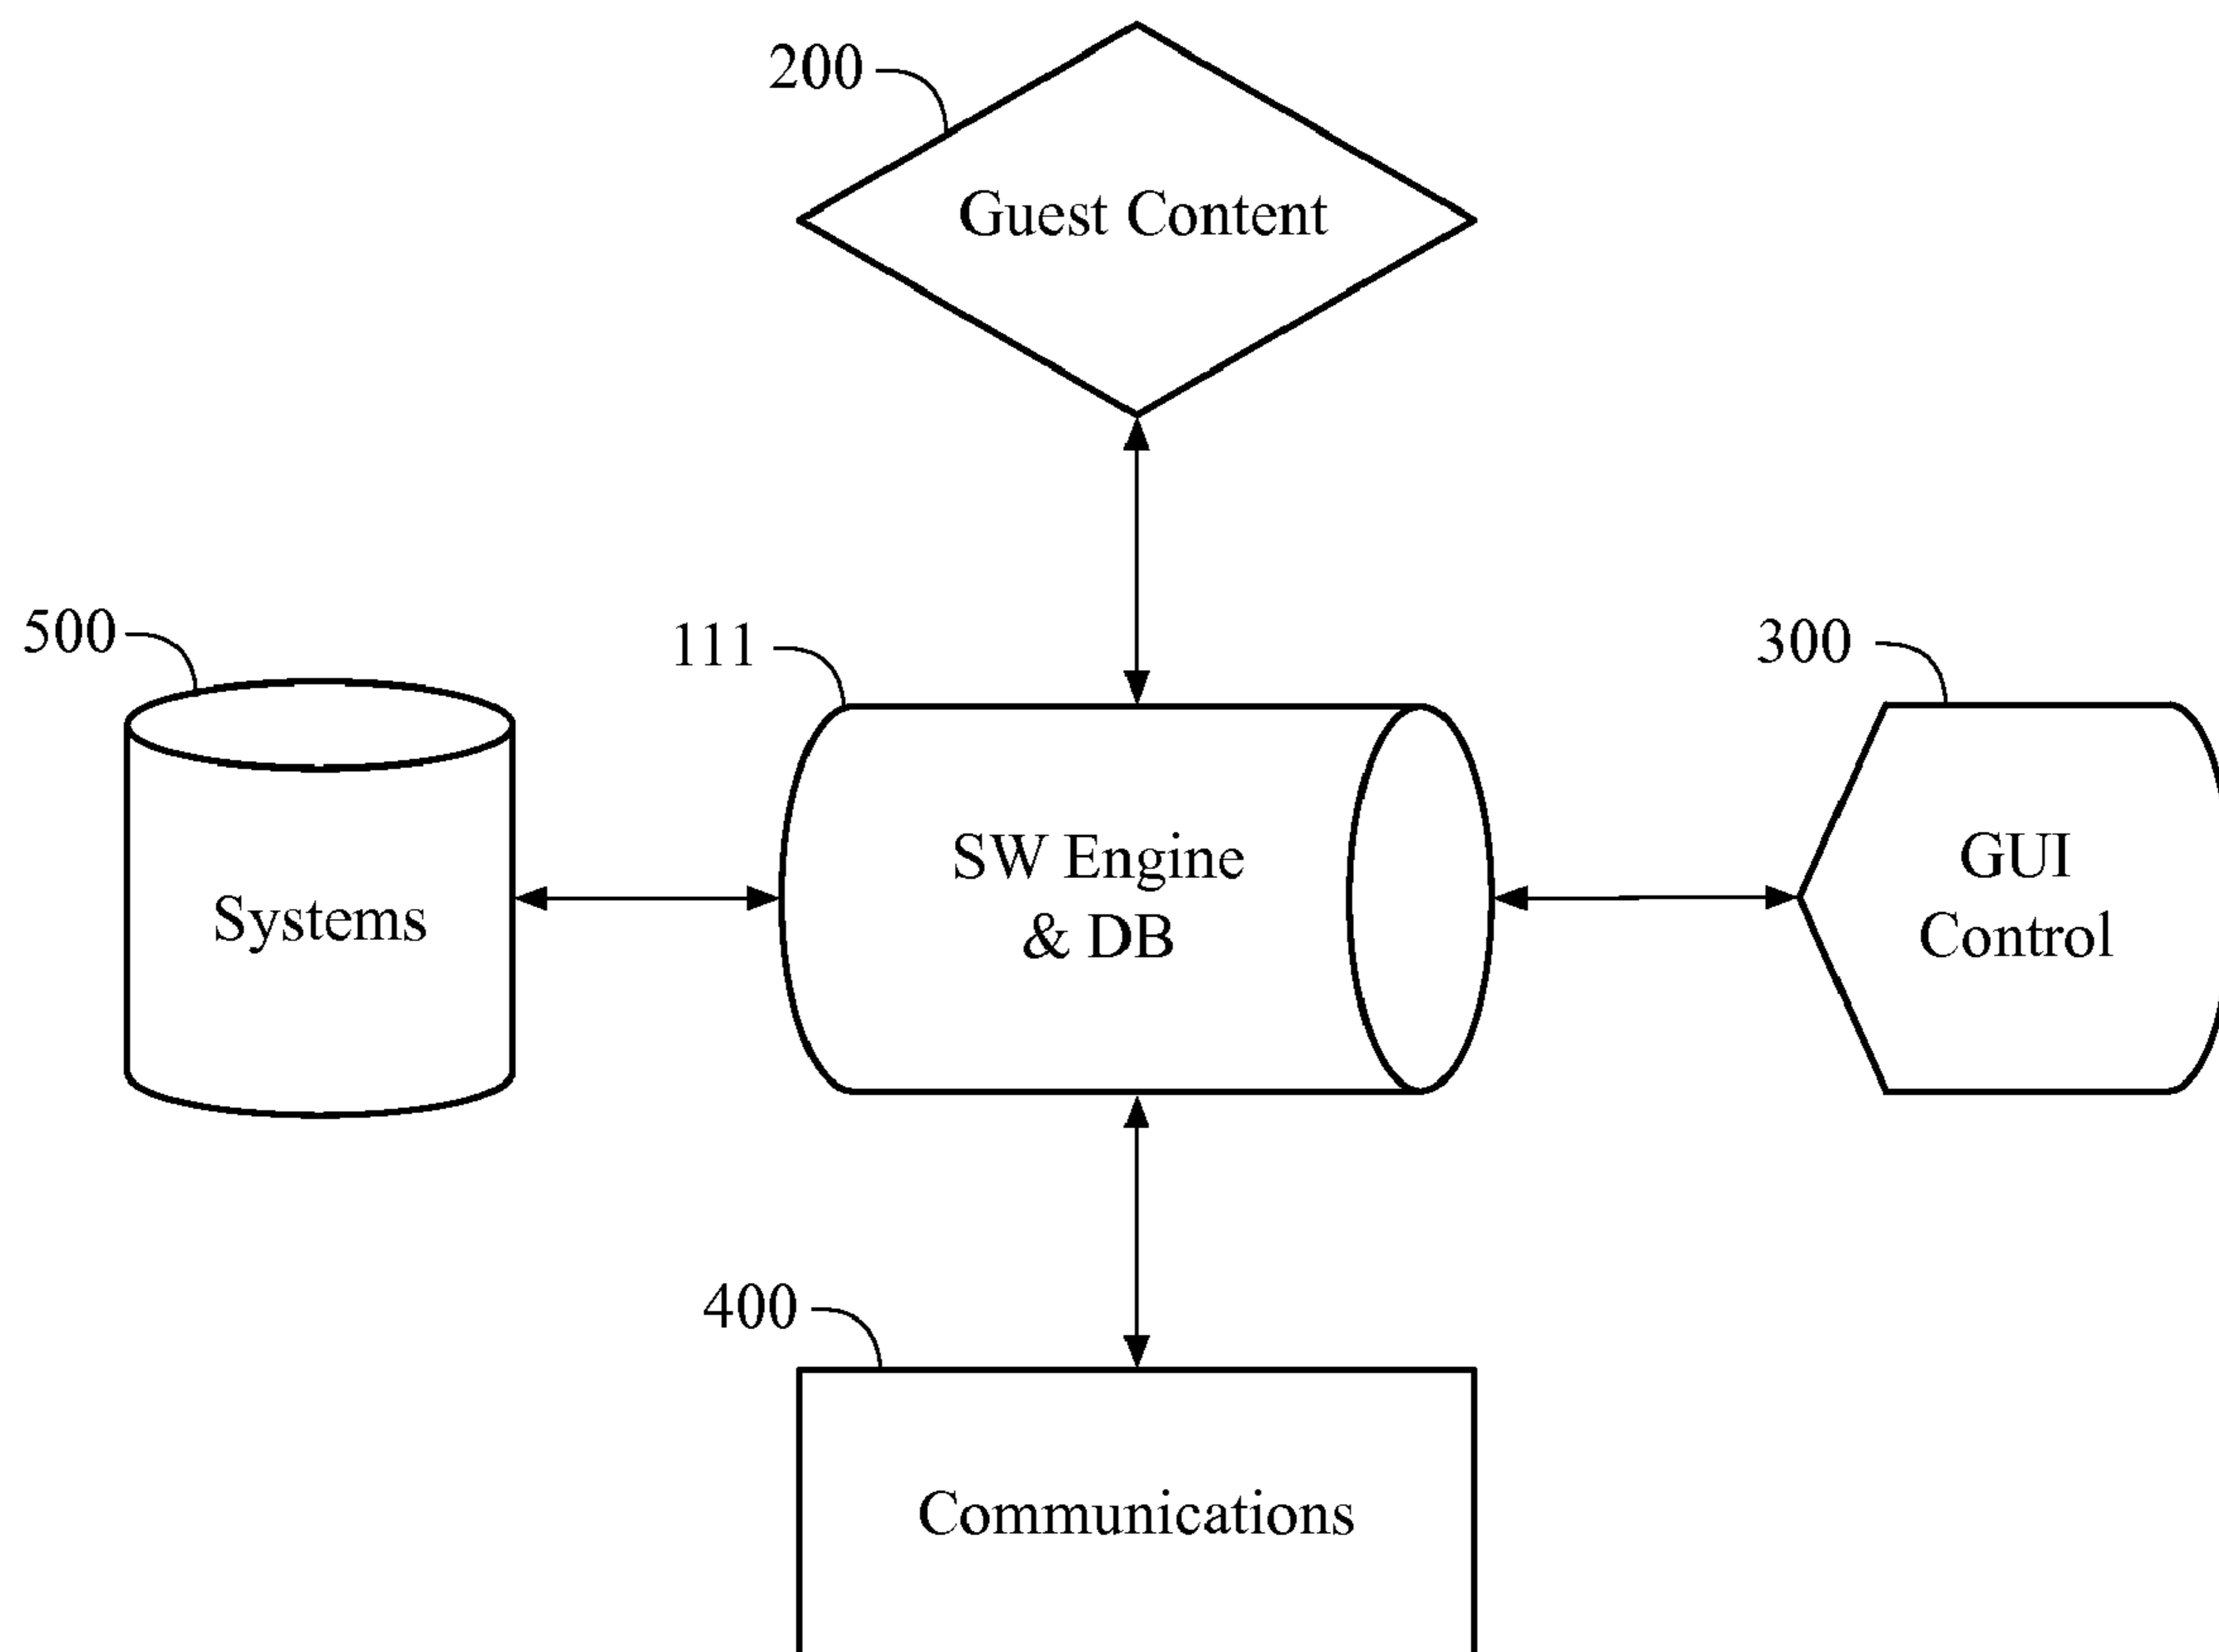 200
Guest Content
500
111
300
Systems
SW Engine
& DB
GUI
Control
400
Communications